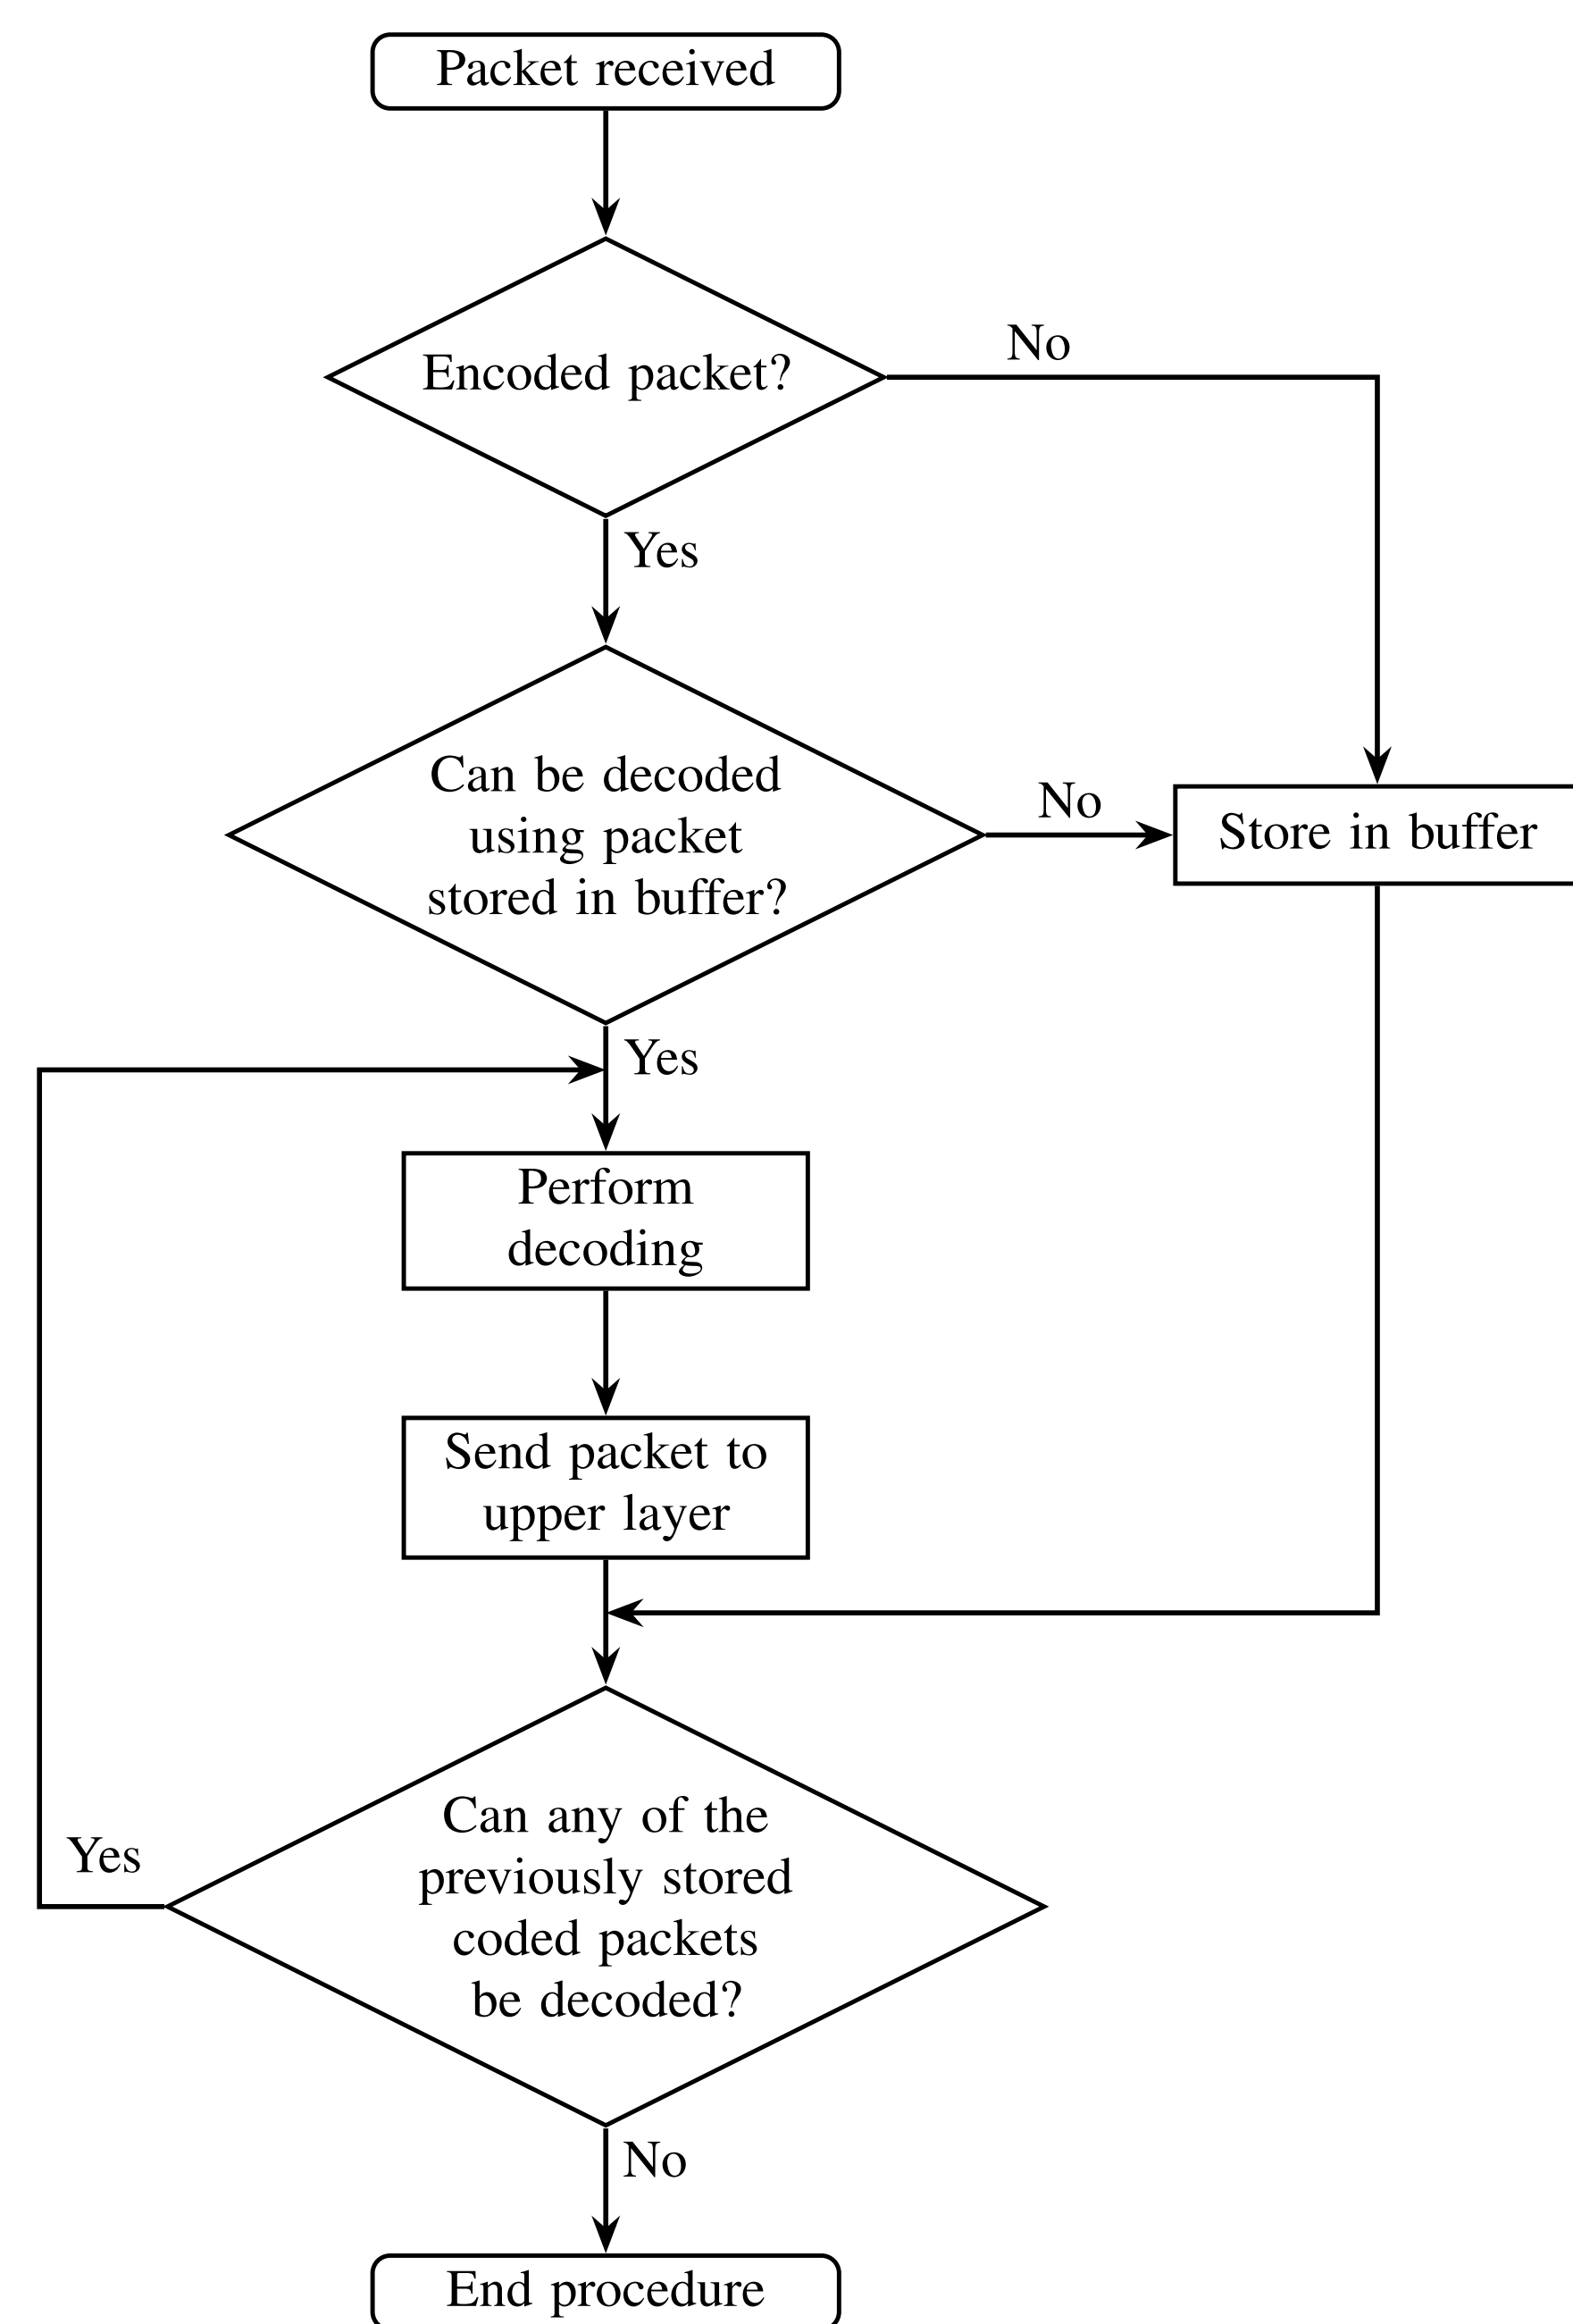 Packet received
Encoded packet?
No
Yes
Can be decoded
using packet
stored in buffer?
No
Store in buffer
Yes
Perform
decoding
Send packet to
upper layer
Can any of the
previously stored
coded packets
be decoded?
Yes
No
End procedure